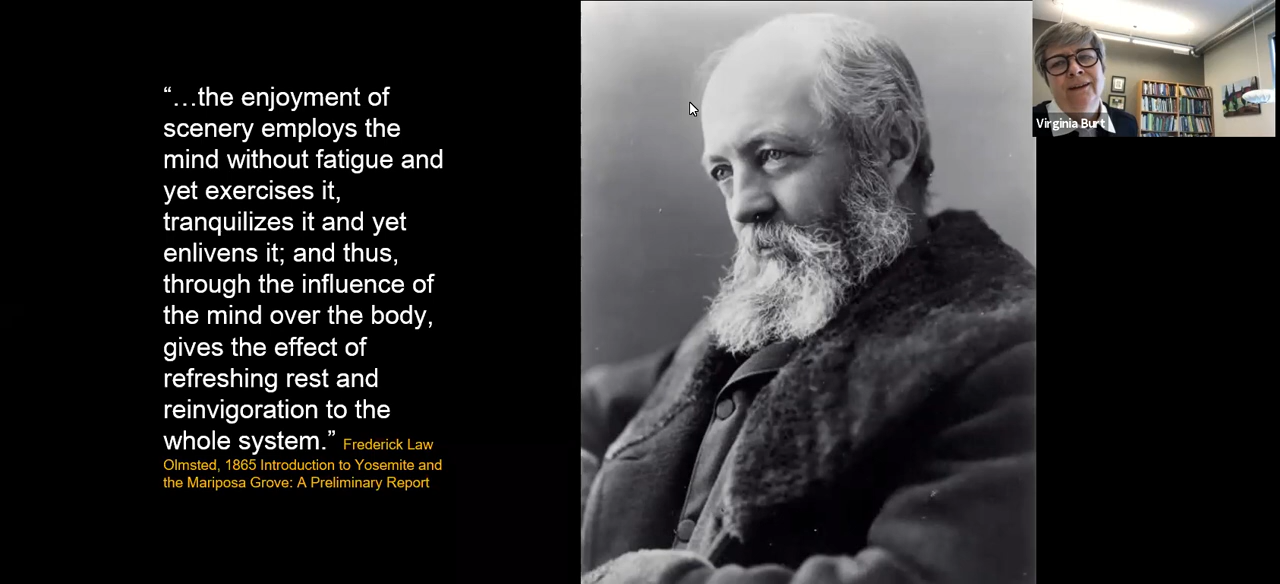 “…the enjoyment of
scenery employs the
mind without fatigue and
yet exercises it,
tranquilizes it and yet
enlivens it; and thus,
through the influence of
the mind over the body,
gives the effect of
refreshing rest and
reinvigoration to the
whole system.” Frederick Law
Olmsted, 1865 Introduction to Yosemite and
the Mariposa Grove: A Preliminary Report
Virginia Burt